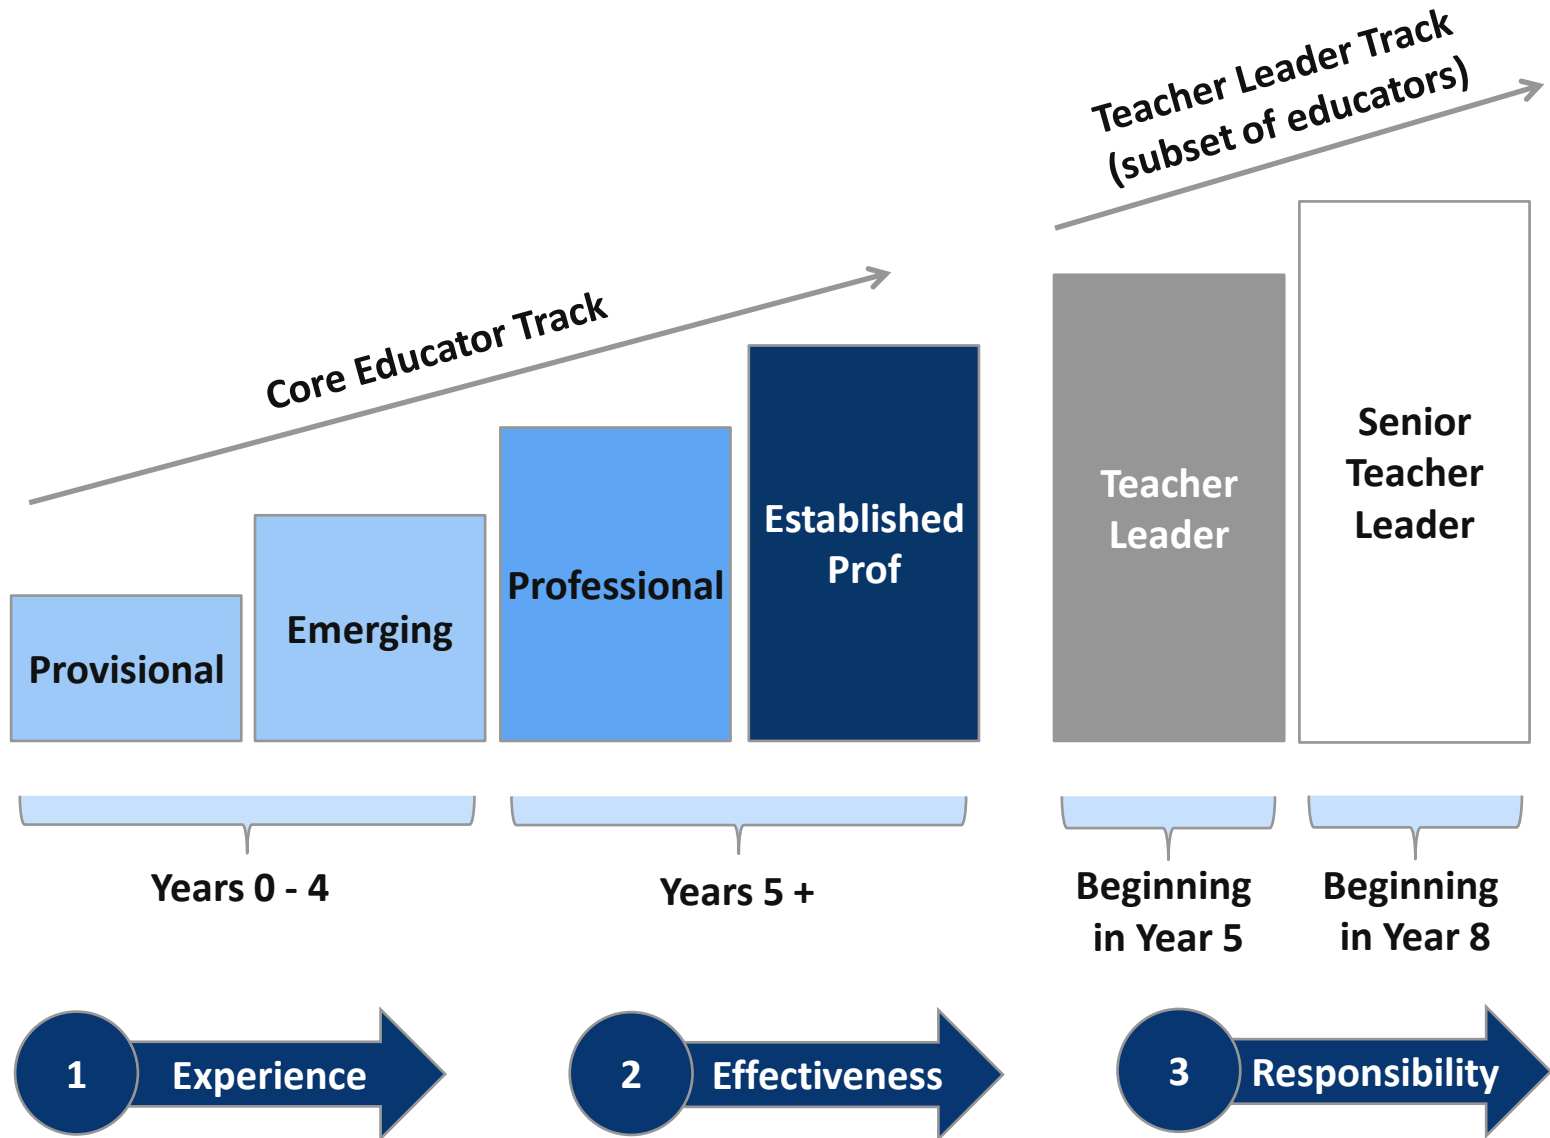 Teacher Leader Track
(subset of educators)
Core Educator Track
Provisional
Emerging
Professional
Established
Prof
Teacher
Leader
Senior
Teacher
Leader
Years 0 - 4
Years 5 +
Beginning
in Year 5
Beginning
in Year 8
1
Experience
2
Effectiveness
3
Responsibility